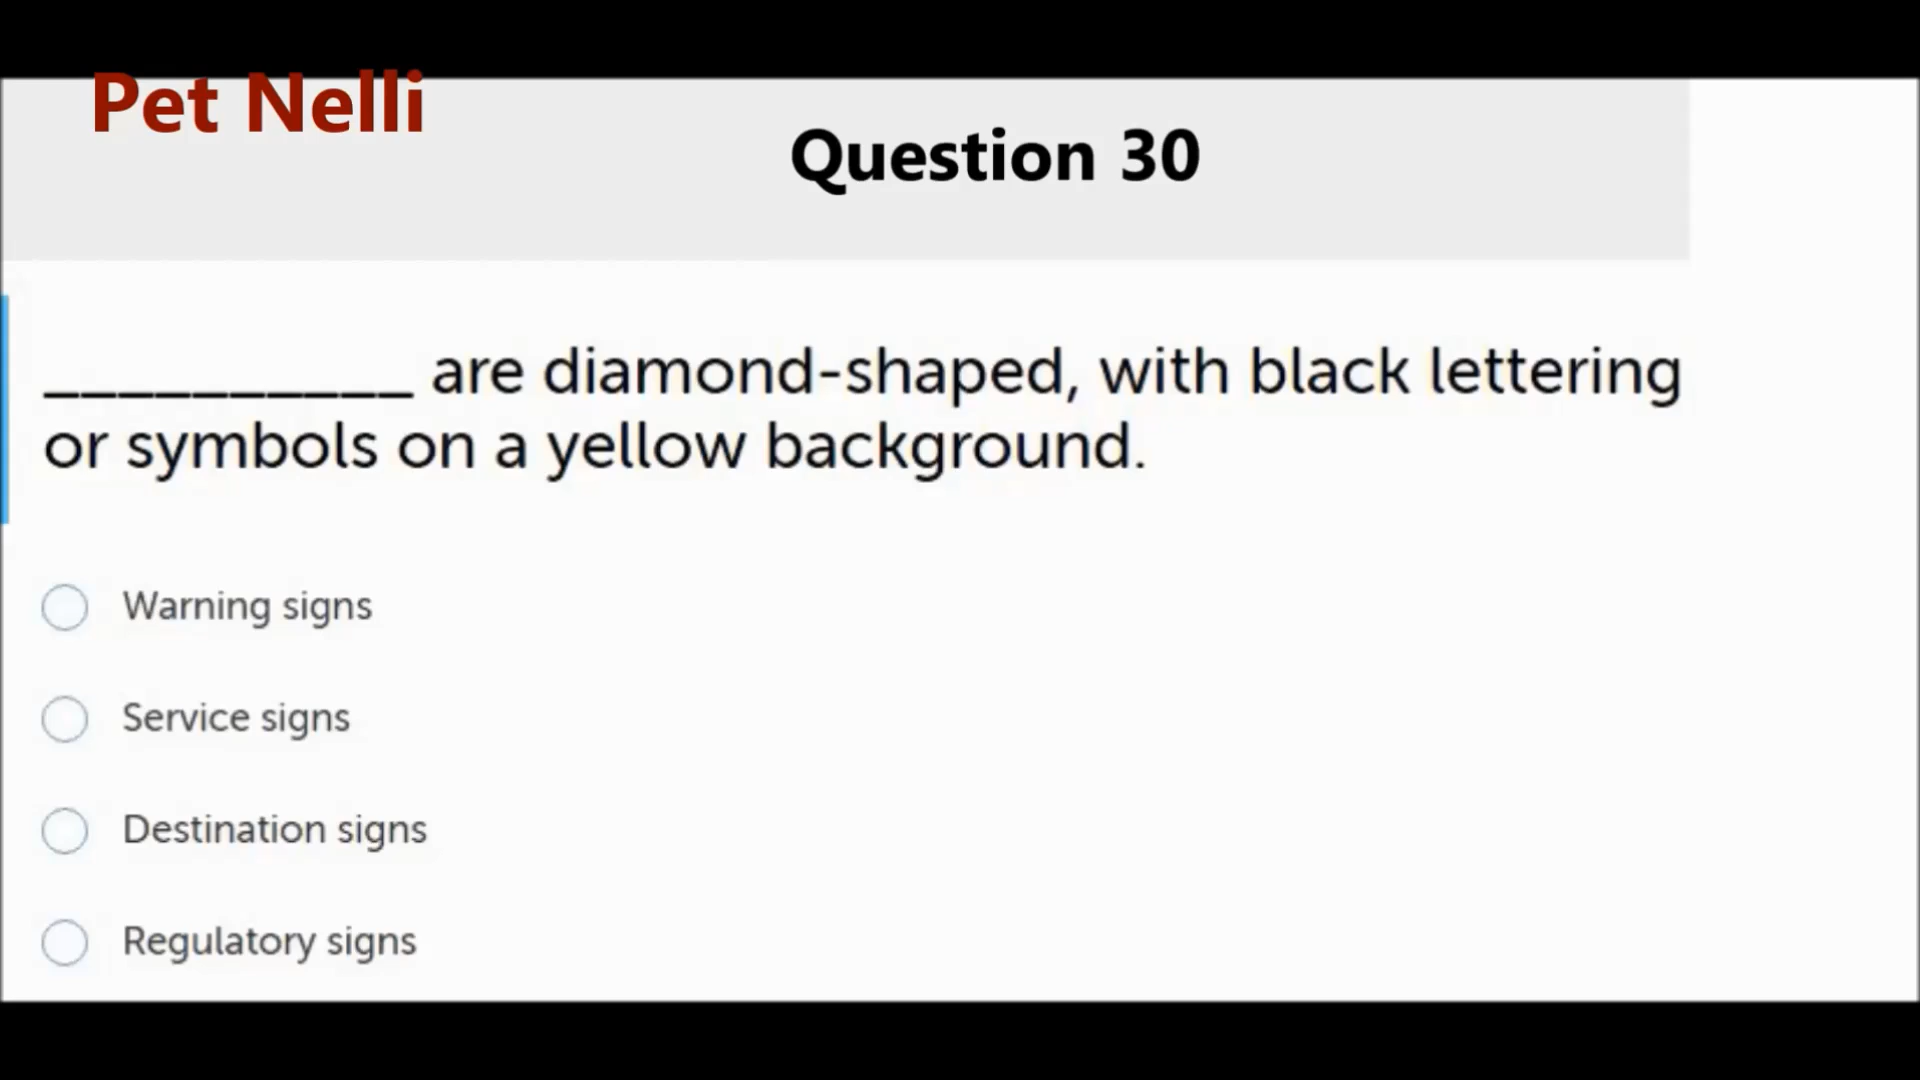 Pet Nelli
Question 30
__________ are diamond-shaped, with black lettering
or symbols on a yellow background.
Warning signs
Service signs
Destination signs
Regulatory signs